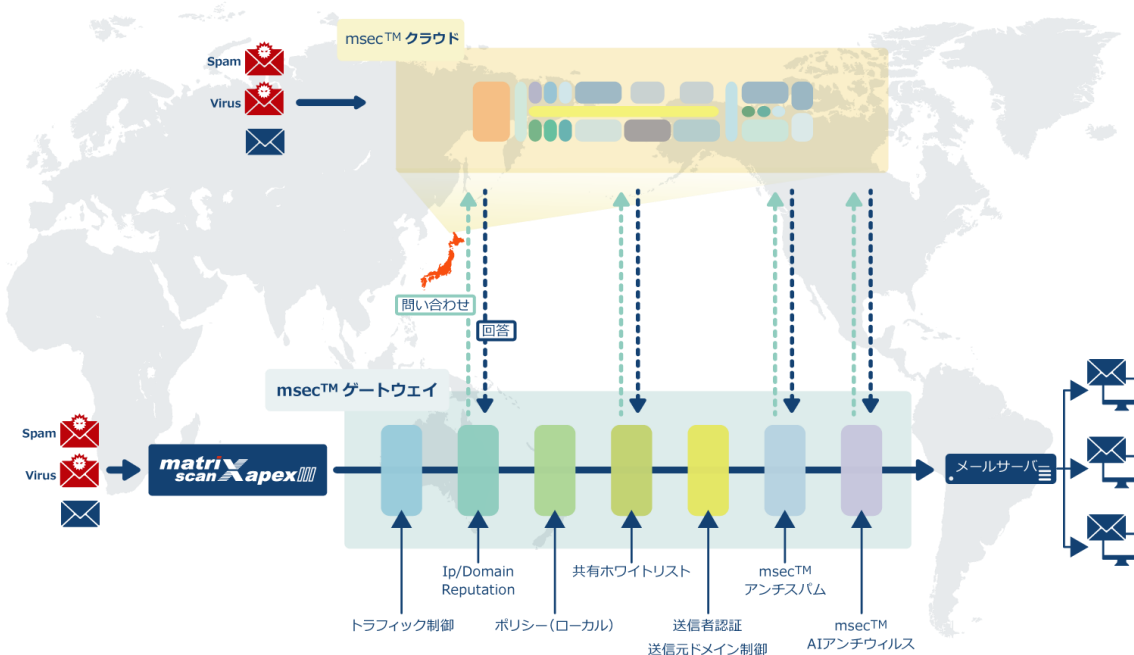 msec™ クラウド
Spam
Virus
問い合わせ
回答
msec™ ゲートウェイ
Spam
Virus
matriXscan apex III
メールサーバー
Ip/Domain
Reputation
共有ホワイトリスト
msec™
アンチスパム
トラフィック制御
ポリシー（ローカル）
送信者認証
送信元ドメイン制御
msec™
AIアンチウィルス